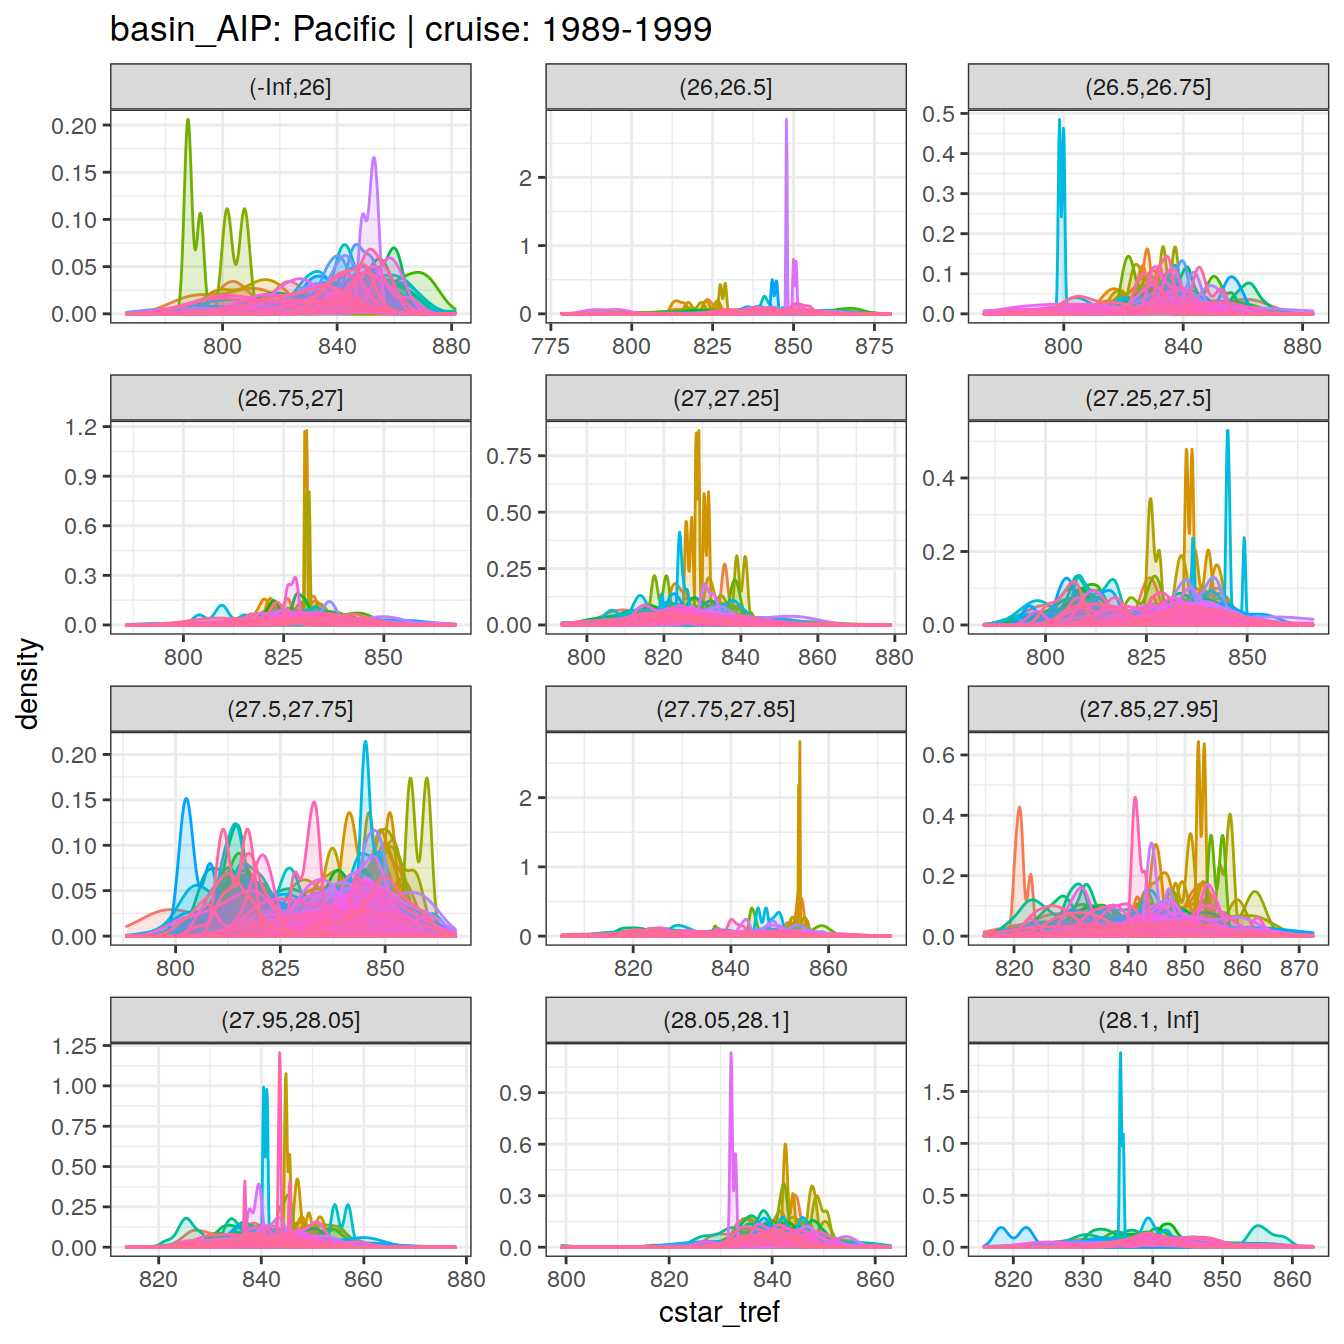 basin_AIP: Pacific | cruise: 1989-1999
(-Inf,26] (26,26.5] (26.5,26.75]
0.20
0.15
0.10
0.05
0.00
800 840 880
2
1
0
775 800 825 850 875
0.5
0.4
0.3
0.2
0.1
0.0
800 840 880
(26.75,27] (27,27.25] (27.25,27.5]
1.2
0.9
0.6
0.3
0.0
800 825 850
0.75
0.50
0.25
0.00
800 820 840 860 880
0.4
0.2
0.0
800 825 850
density
(27.5,27.75] (27.75,27.85] (27.85,27.95]
0.20
0.15
0.10
0.05
0.00
800 825 850
2
1
0
820 840 860
0.6
0.4
0.2
0.0
820 830 840 850 860 870
(27.95,28.05] (28.05,28.1] (28.1, Inf]
1.25
1.00
0.75
0.50
0.25
0.00
820 840 860 880
0.9
0.6
0.3
0.0
800 820 840 860
1.5
1.0
0.5
0.0
820 830 840 850 860
cstar_tref